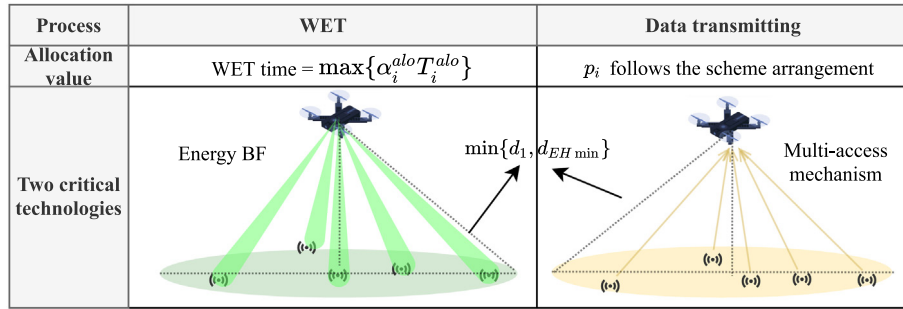 Process
WET
Data transmitting
Allocation
value
WET time = max{α_i^{alo} T_i^{alo}}
p_i follows the scheme arrangement
Two critical
technologies
Energy BF
min{d_1, d_{EH min}}
Multi-access
mechanism